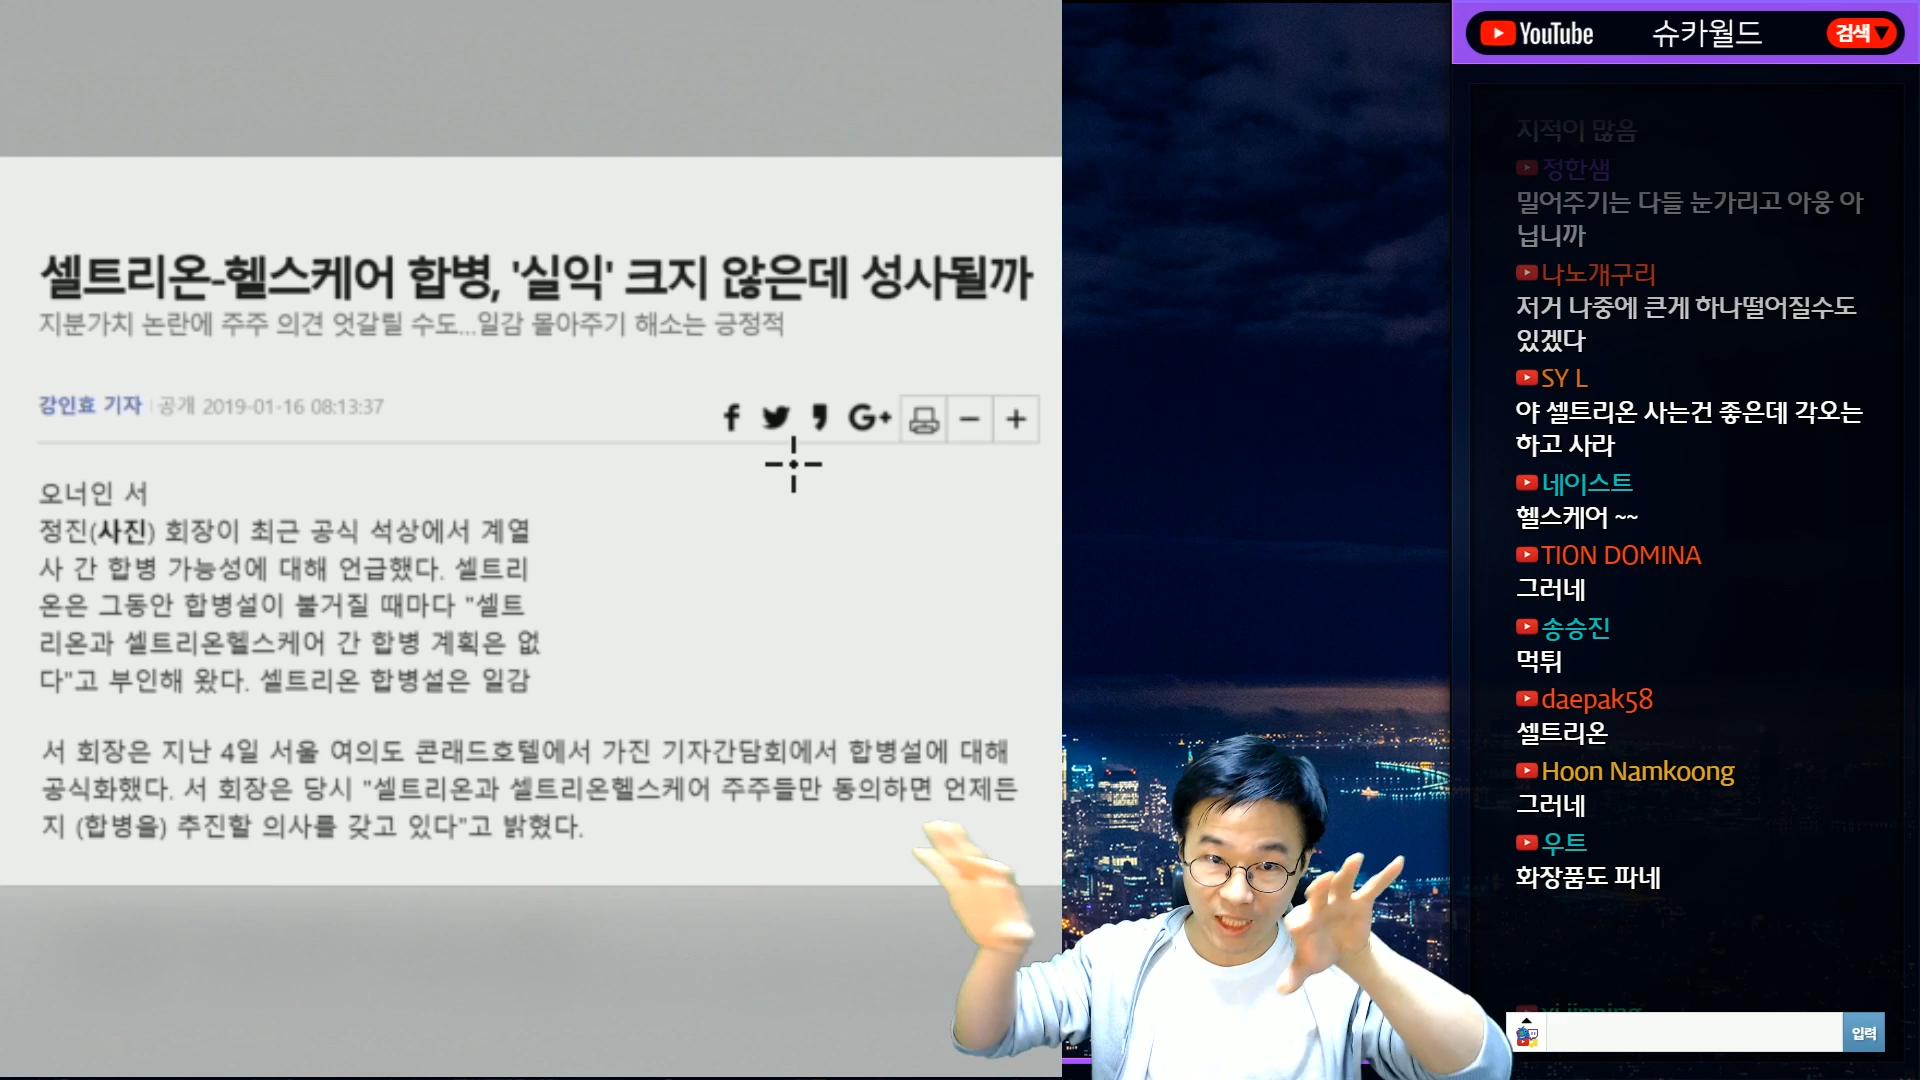 셀트리온-헬스케어 합병, '실익' 크지 않은데 성사될까
지분가치 논란에 주주 의견 엇갈릴 수도...일감 몰아주기 해소는 긍정적
강인효 기자 | 공개 2019-01-16 08:13:37
f G+ − +
오너인 서
정진(사진) 회장이 최근 공식 석상에서 계열
사 간 합병 가능성에 대해 언급했다. 셀트리
온은 그동안 합병설이 불거질 때마다 "셀트
리온과 셀트리온헬스케어 간 합병 계획은 없
다"고 부인해 왔다. 셀트리온 합병설은 일감
서 회장은 지난 4일 서울 여의도 콘래드호텔에서 가진 기자간담회에서 합병설에 대해
공식화했다. 서 회장은 당시 "셀트리온과 셀트리온헬스케어 주주들만 동의하면 언제든
지 (합병을) 추진할 의사를 갖고 있다"고 밝혔다.
YouTube 슈카월드 검색▼
지적이 많음
정한샘
밀어주기는 다들 눈가리고 아웅 아
닙니까
나노개구리
저거 나중에 큰게 하나떨어질수도
있겠다
SY L
야 셀트리온 사는건 좋은데 각오는
하고 사라
네이스트
헬스케어 ~~
TION DOMINA
그러네
송승진
먹튀
daepak58
셀트리온
Hoon Namkoong
그러네
우트
화장품도 파네
입력